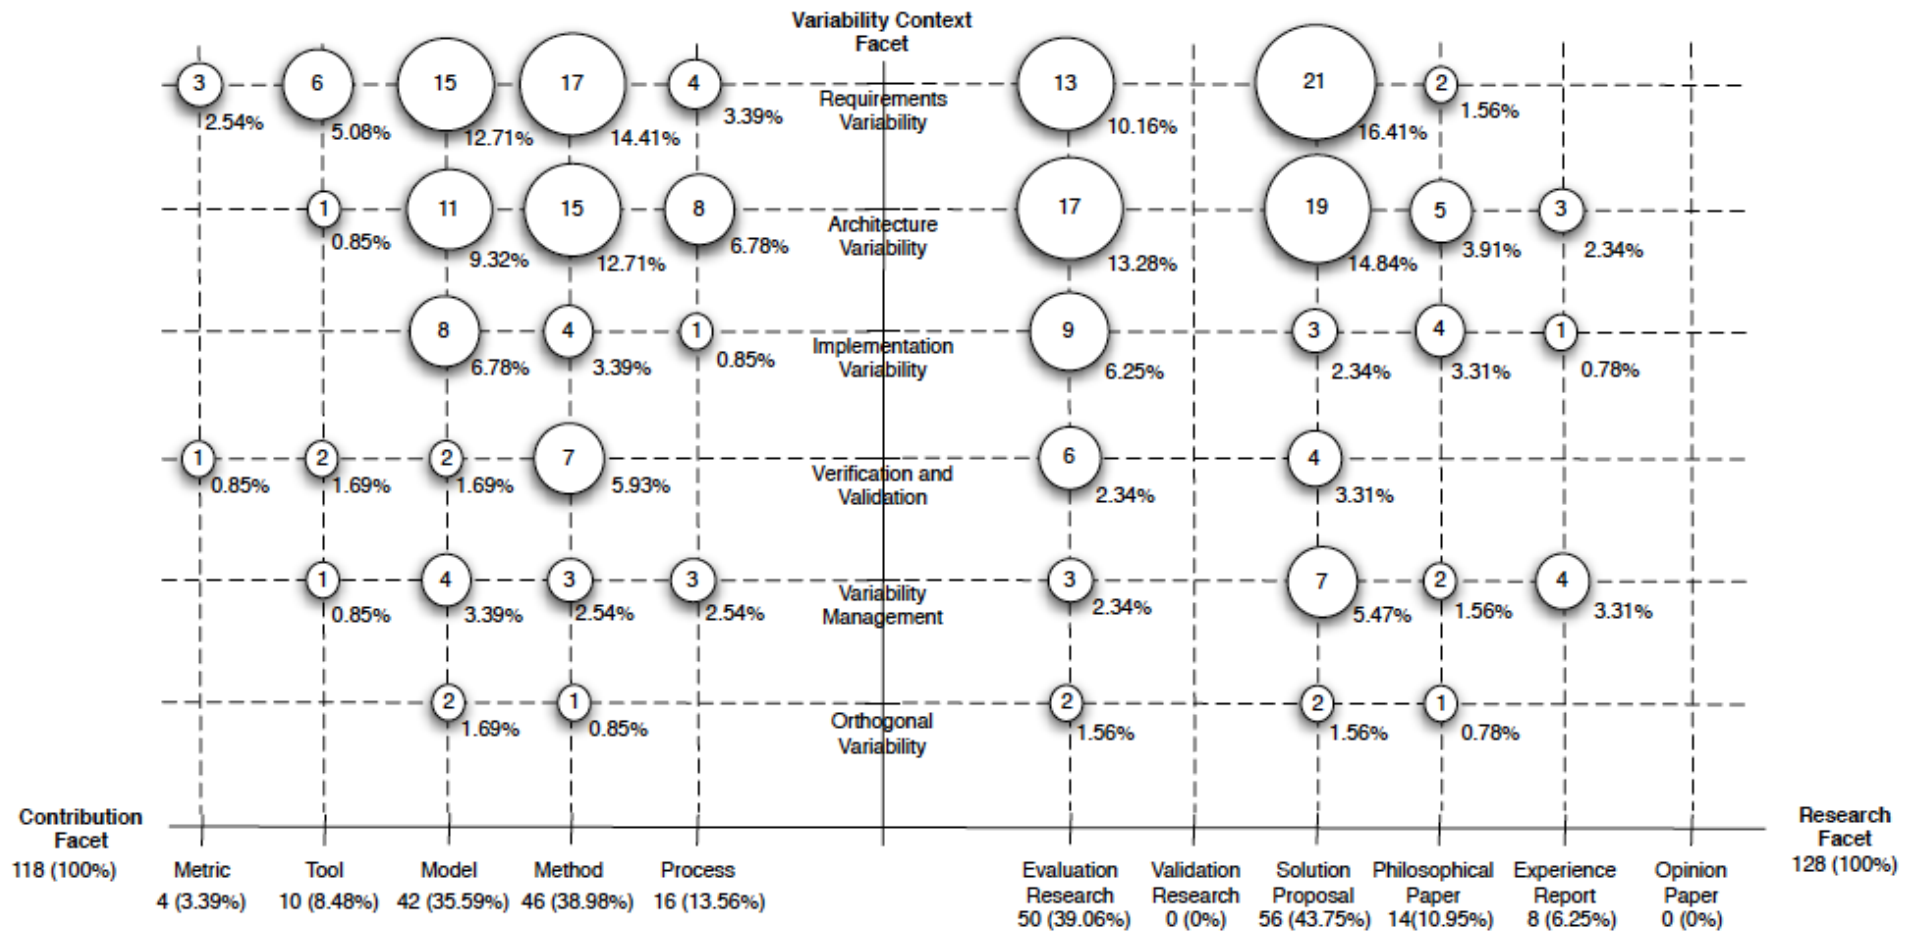 Variability Context
Facet
3 6 15 17 4 13 21 2
2.54% 5.08% 12.71% 14.41% 3.39% 10.16% 16.41% 1.56%
Requirements
Variability
1 11 15 8 17 19 5 3
0.85% 9.32% 12.71% 6.78% 13.28% 14.84% 3.91% 2.34%
Architecture
Variability
8 4 1 9 3 4 1
6.78% 3.39% 0.85% 6.25% 2.34% 3.31% 0.78%
Implementation
Variability
1 2 2 7 6 4
0.85% 1.69% 1.69% 5.93% 2.34% 3.31%
Verification and
Validation
1 4 3 3 3 7 2 4
0.85% 3.39% 2.54% 2.54% 2.34% 5.47% 1.56% 3.31%
Variability
Management
2 1 2 2 1
1.69% 0.85% 1.56% 1.56% 0.78%
Orthogonal
Variability
Contribution
Facet
118 (100%)
Metric
4 (3.39%)
Tool
10 (8.48%)
Model
42 (35.59%)
Method
46 (38.98%)
Process
16 (13.56%)
Evaluation
Research
50 (39.06%)
Validation
Research
0 (0%)
Solution
Proposal
56 (43.75%)
Philosophical
Paper
14(10.95%)
Experience
Report
8 (6.25%)
Opinion
Paper
0 (0%)
Research
Facet
128 (100%)